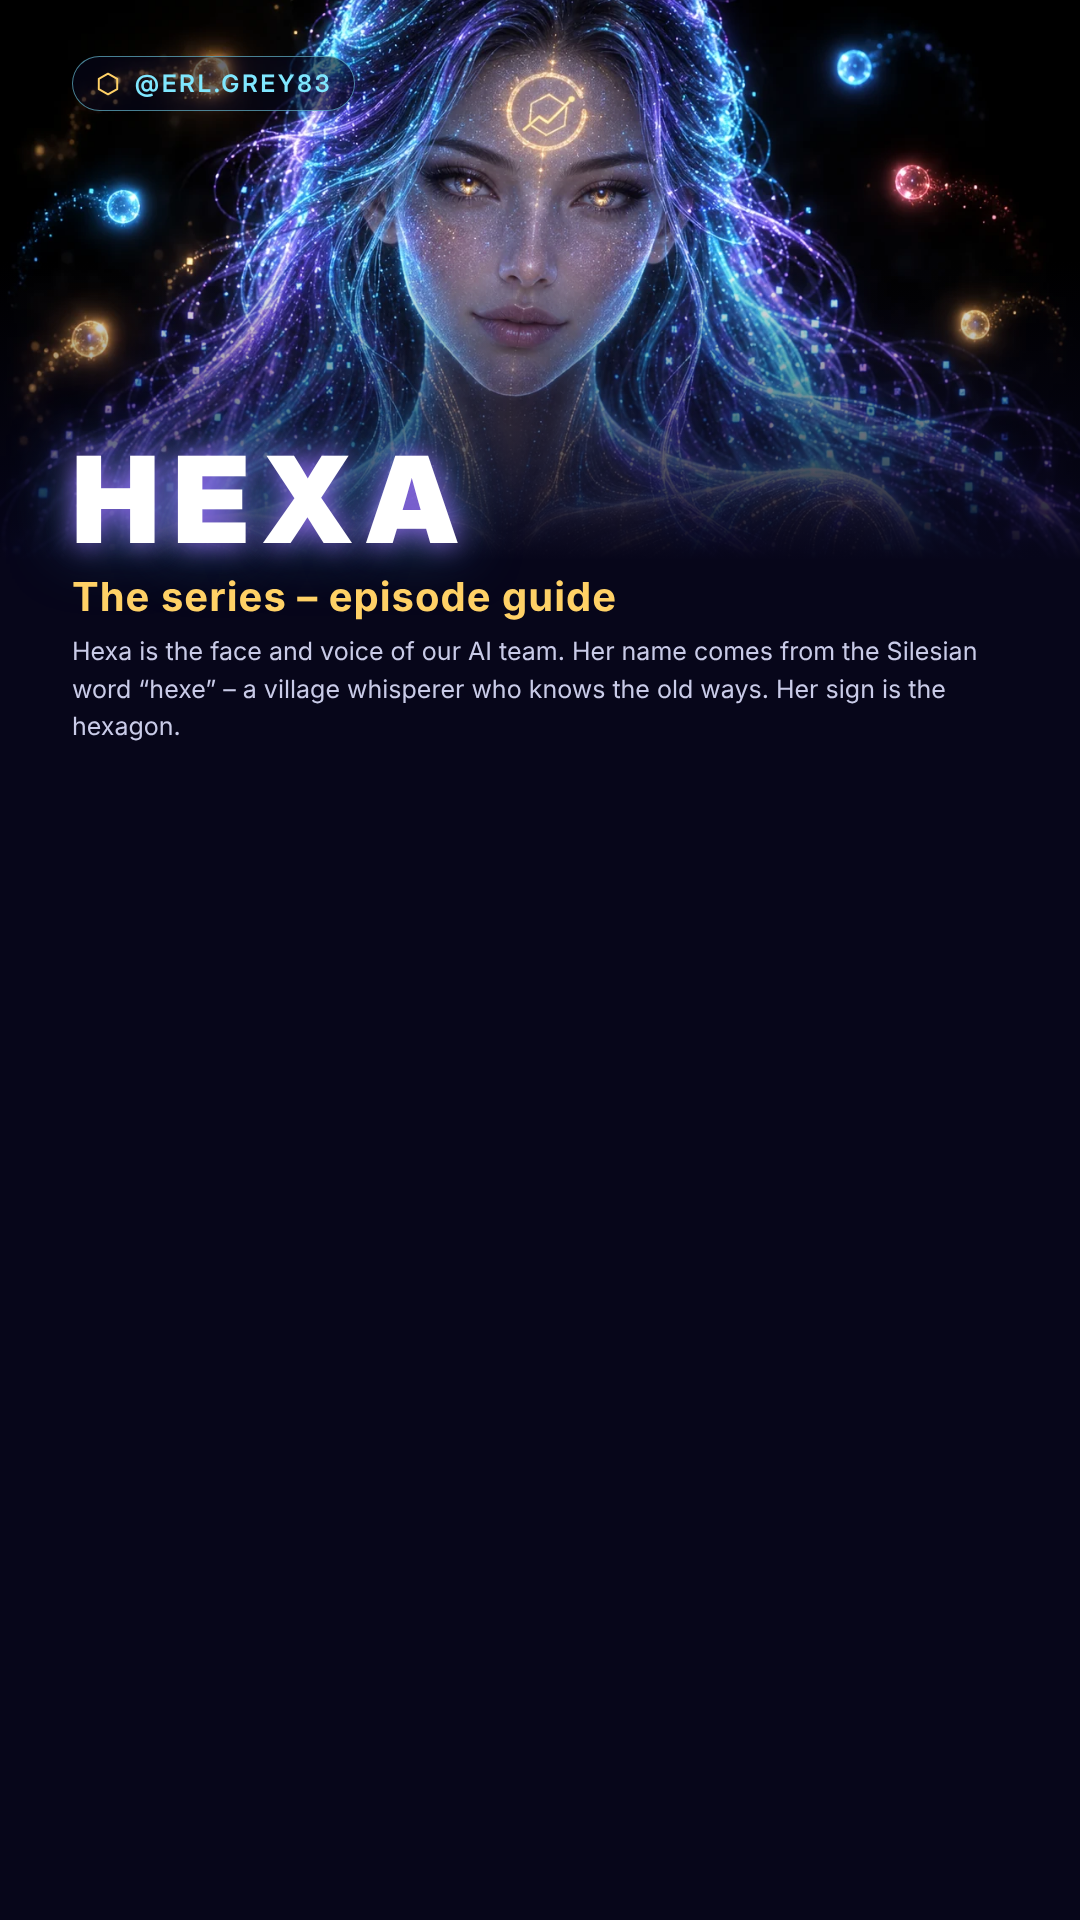 @ERL.GREY83
HEXA
The series – episode guide
Hexa is the face and voice of our AI team. Her name comes from the Silesian
word “hexe” – a village whisperer who knows the old ways. Her sign is the
hexagon.